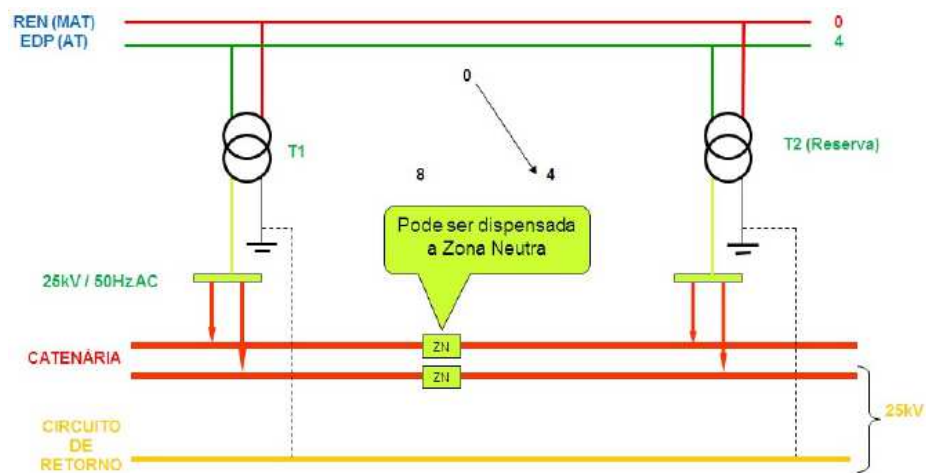 REN (MAT)
0
EDP (AT)
4
0
T1
T2 (Reserva)
8
4
Pode ser dispensada
a Zona Neutra
25kV / 50Hz.AC
ZN
CATENÁRIA
ZN
25kV
CIRCUITO
DE
RETORNO